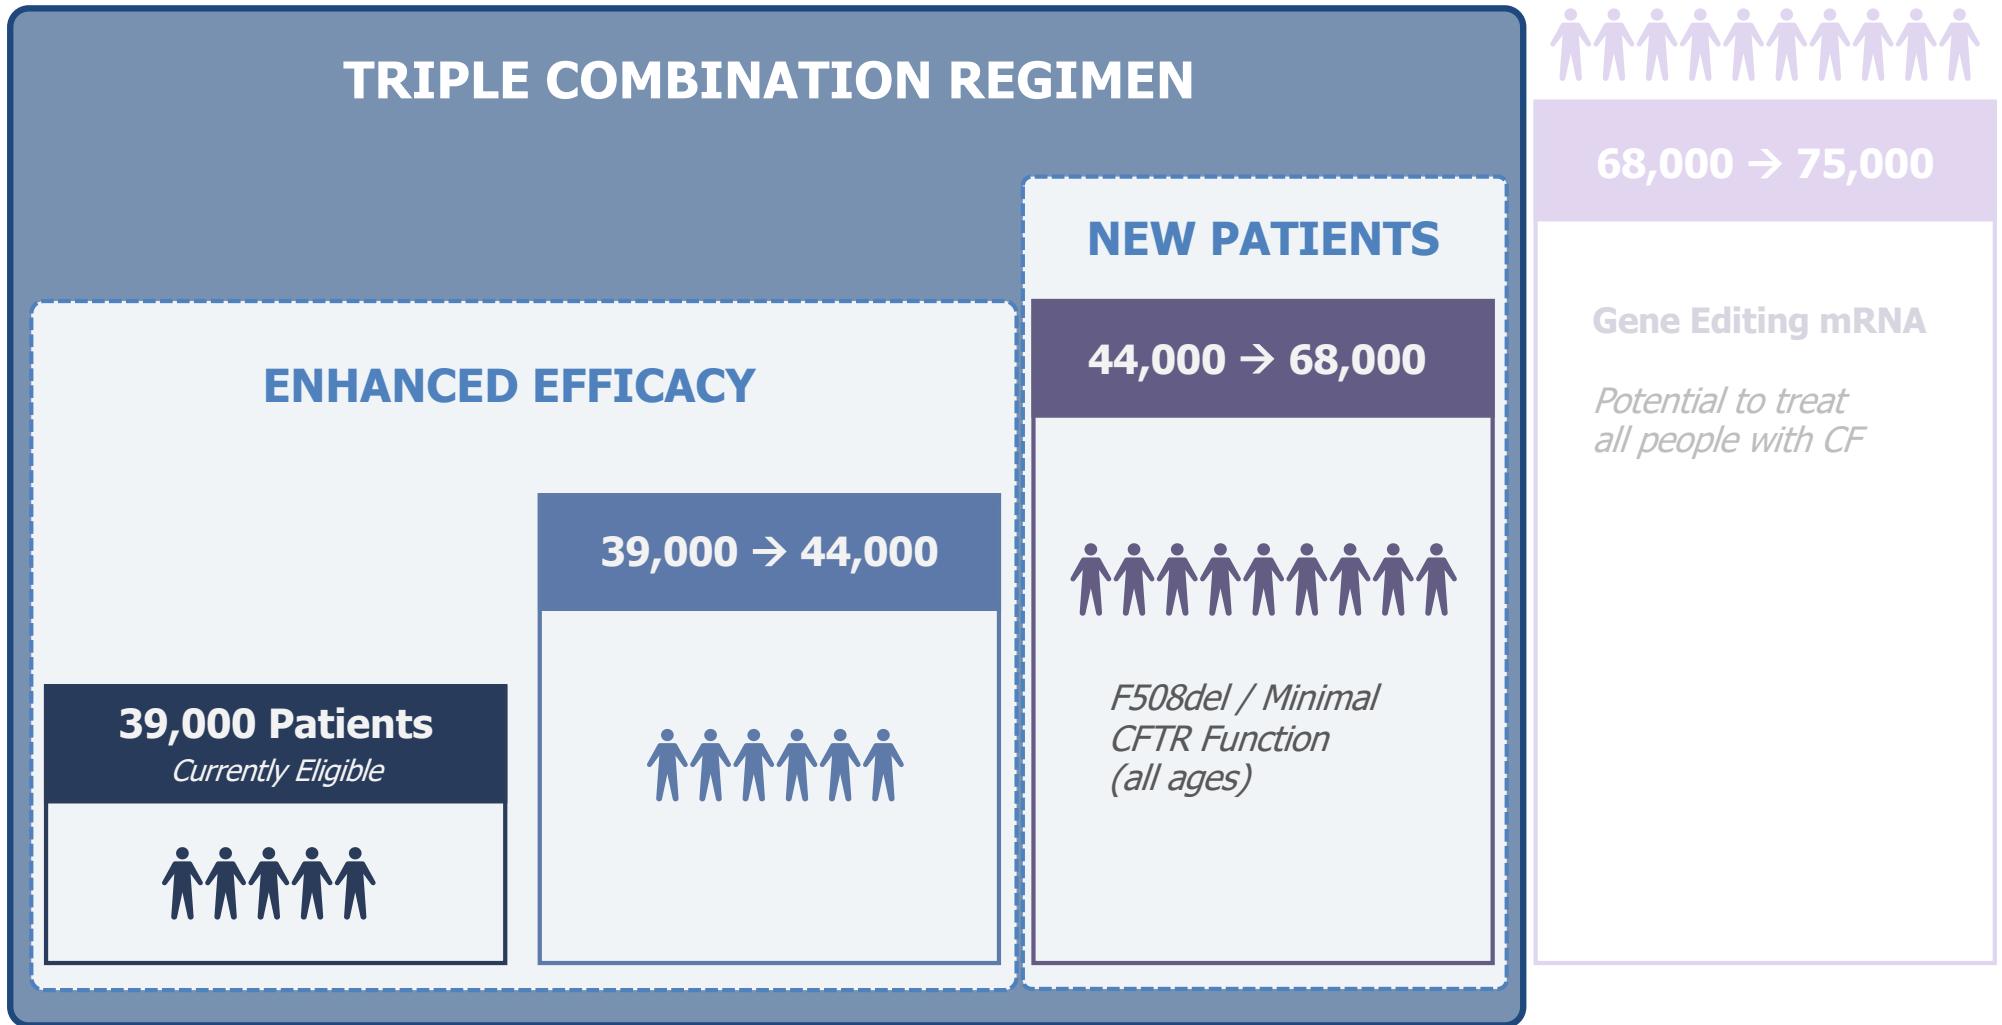 TRIPLE COMBINATION REGIMEN
ENHANCED EFFICACY
39,000 Patients
Currently Eligible
39,000 → 44,000
NEW PATIENTS
44,000 → 68,000
F508del / Minimal
CFTR Function
(all ages)
68,000 → 75,000
Gene Editing mRNA
Potential to treat
all people with CF